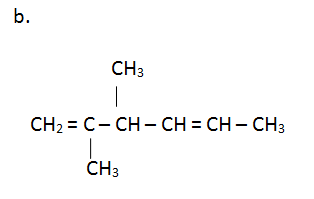 b.
CH₃
|
CH₂ = C – CH – CH = CH – CH₃
|
CH₃